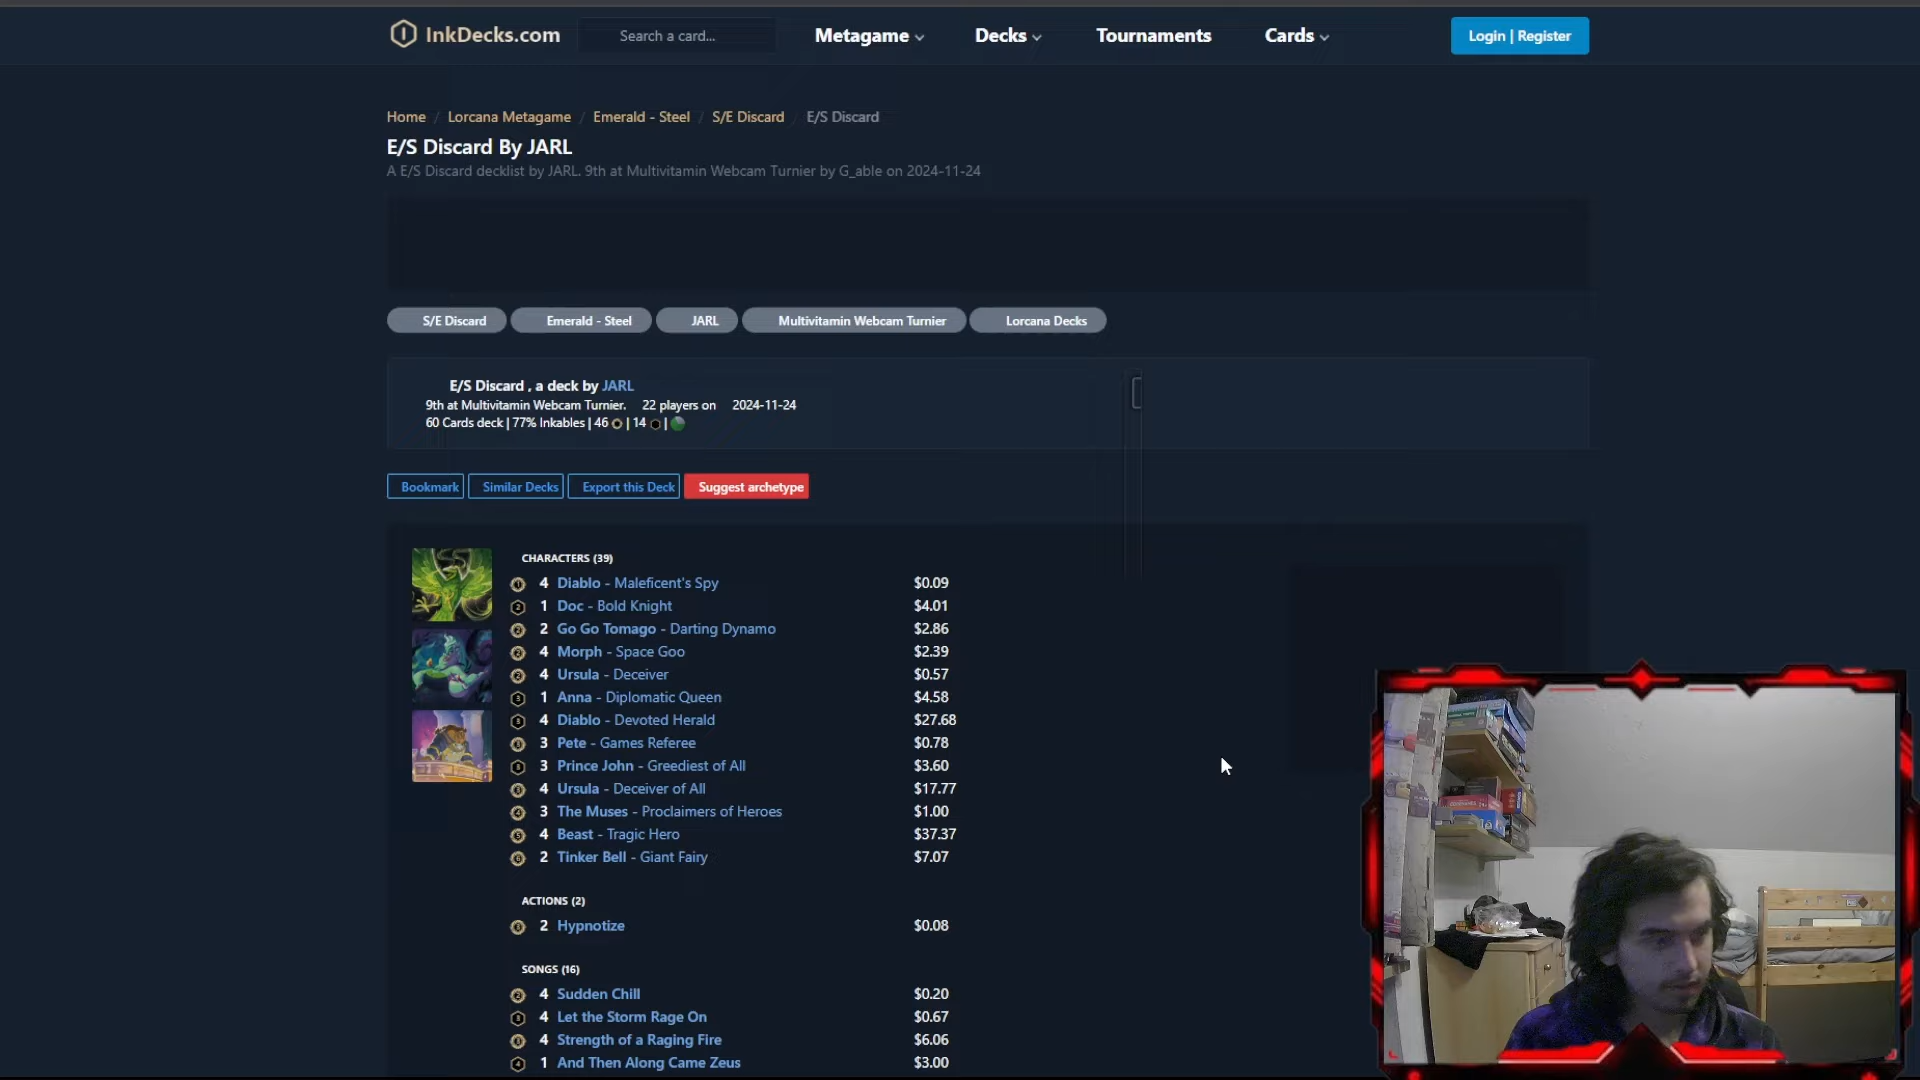 InkDecks.com
Search a card...
Metagame
Decks
Tournaments
Cards
Login | Register
Home / Lorcana Metagame / Emerald - Steel / S/E Discard / E/S Discard
E/S Discard By JARL
A E/S Discard decklist by JARL. 9th at Multivitamin Webcam Turnier by G_able on 2024-11-24
S/E Discard
Emerald - Steel
JARL
Multivitamin Webcam Turnier
Lorcana Decks
E/S Discard , a deck by JARL
9th at Multivitamin Webcam Turnier. 22 players on 2024-11-24
60 Cards deck | 77% Inkables | 46 | 14 |
Bookmark
Similar Decks
Export this Deck
Suggest archetype
CHARACTERS (39)
4 Diablo - Maleficent's Spy $0.09
1 Doc - Bold Knight $4.01
2 Go Go Tomago - Darting Dynamo $2.86
4 Morph - Space Goo $2.39
4 Ursula - Deceiver $0.57
1 Anna - Diplomatic Queen $4.58
4 Diablo - Devoted Herald $27.68
3 Pete - Games Referee $0.78
3 Prince John - Greediest of All $3.60
4 Ursula - Deceiver of All $17.77
3 The Muses - Proclaimers of Heroes $1.00
4 Beast - Tragic Hero $37.37
2 Tinker Bell - Giant Fairy $7.07
ACTIONS (2)
2 Hypnotize $0.08
SONGS (16)
4 Sudden Chill $0.20
4 Let the Storm Rage On $0.67
4 Strength of a Raging Fire $6.06
1 And Then Along Came Zeus $3.00